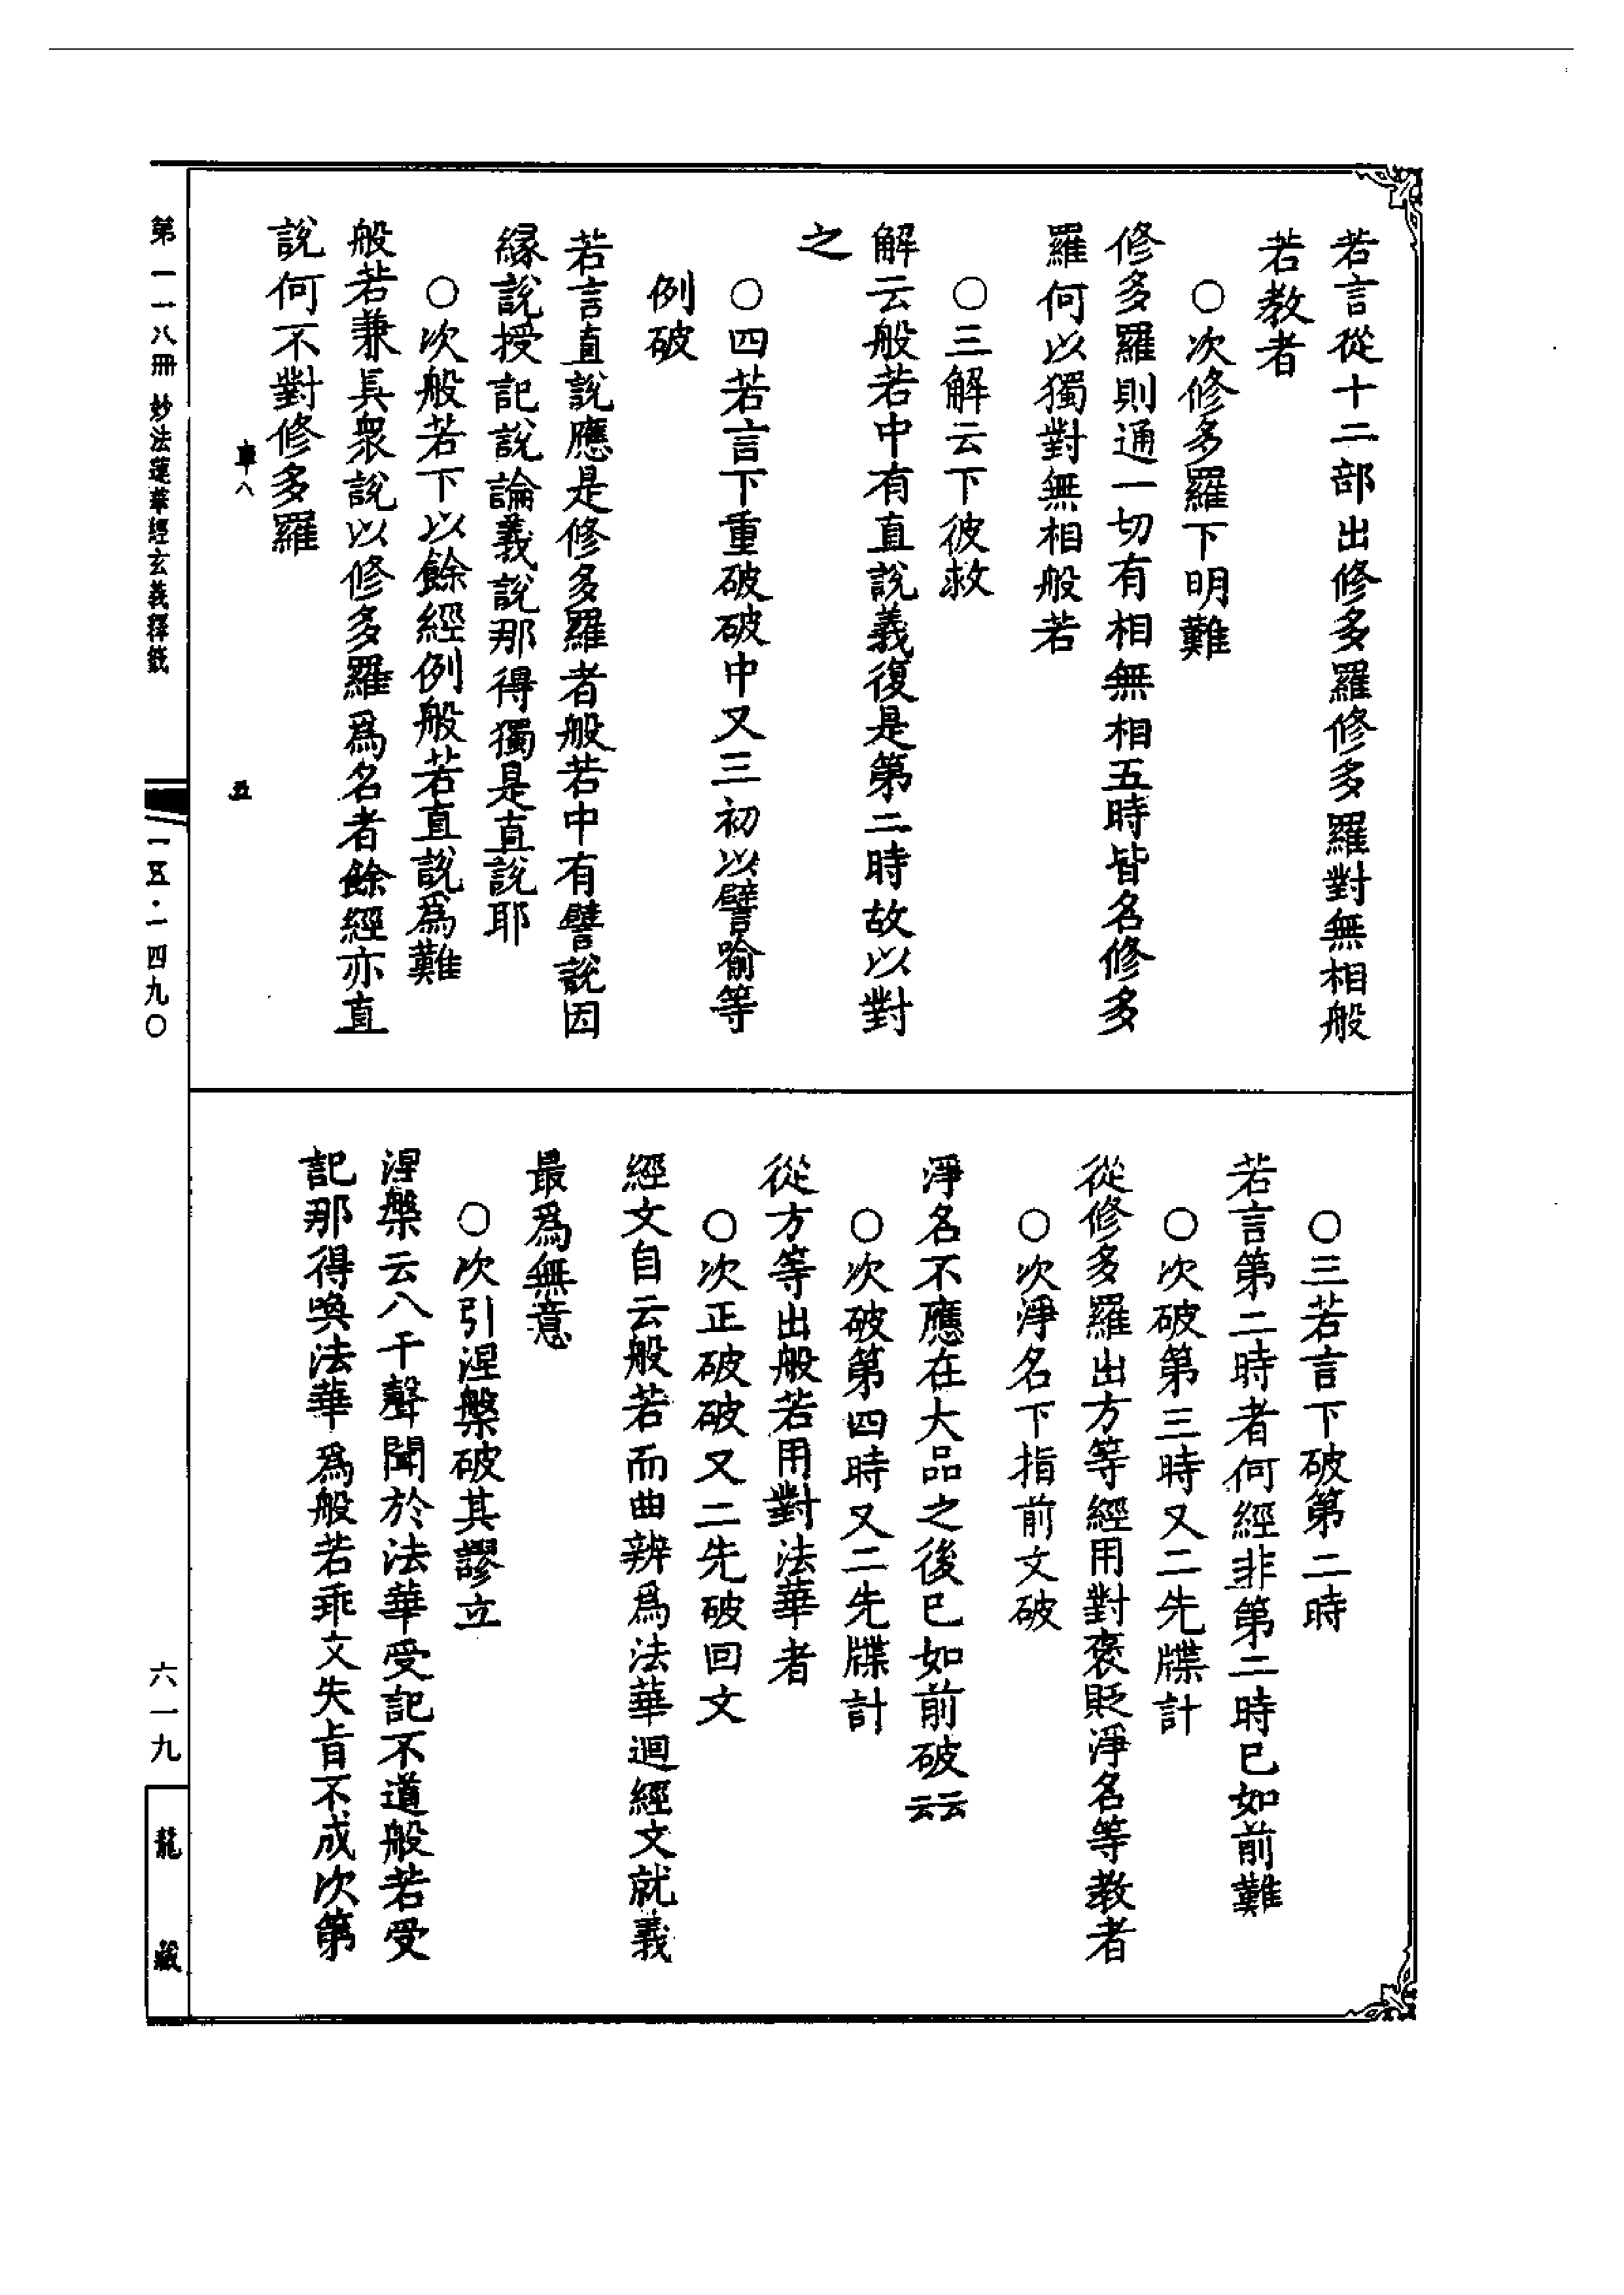 若言從十二部出修多羅修多羅對無相般
若教者
○次修多羅下明難
修多羅則通一切有相無相五時皆名修多
羅何以獨對無相般若
○三解云下彼救
解云般若中有直說義復是第二時故以對
之
○四若言下重破破中又三初以譬喻等
例破
若言直說應是修多羅者般若中有譬說因
緣說授記說論義說那得獨是直說耶
○次般若下以餘經例般若直說爲難
般若兼具衆說以修多羅爲名者餘經亦直
說何不對修多羅
車八 五
第一一八冊 妙法蓮華經玄義釋籤 一五·一四九〇
○三若言下破第二時
若言第二時者何經非第二時已如前難
○次破第三時又二先牒計
從修多羅出方等經用對褒貶淨名等教者
○次淨名下指前文破
淨名不應在大品之後已如前破云云
○次破第四時又二先牒計
從方等出般若用對法華者
○次正破破又二先破回文
經文自云般若而曲辨爲法華迴經文就義
最爲無意
○次引涅槃破其謬立
涅槃云八千聲聞於法華受記不道般若受
記那得喚法華爲般若乖文失旨不成次第
六一九 龍藏